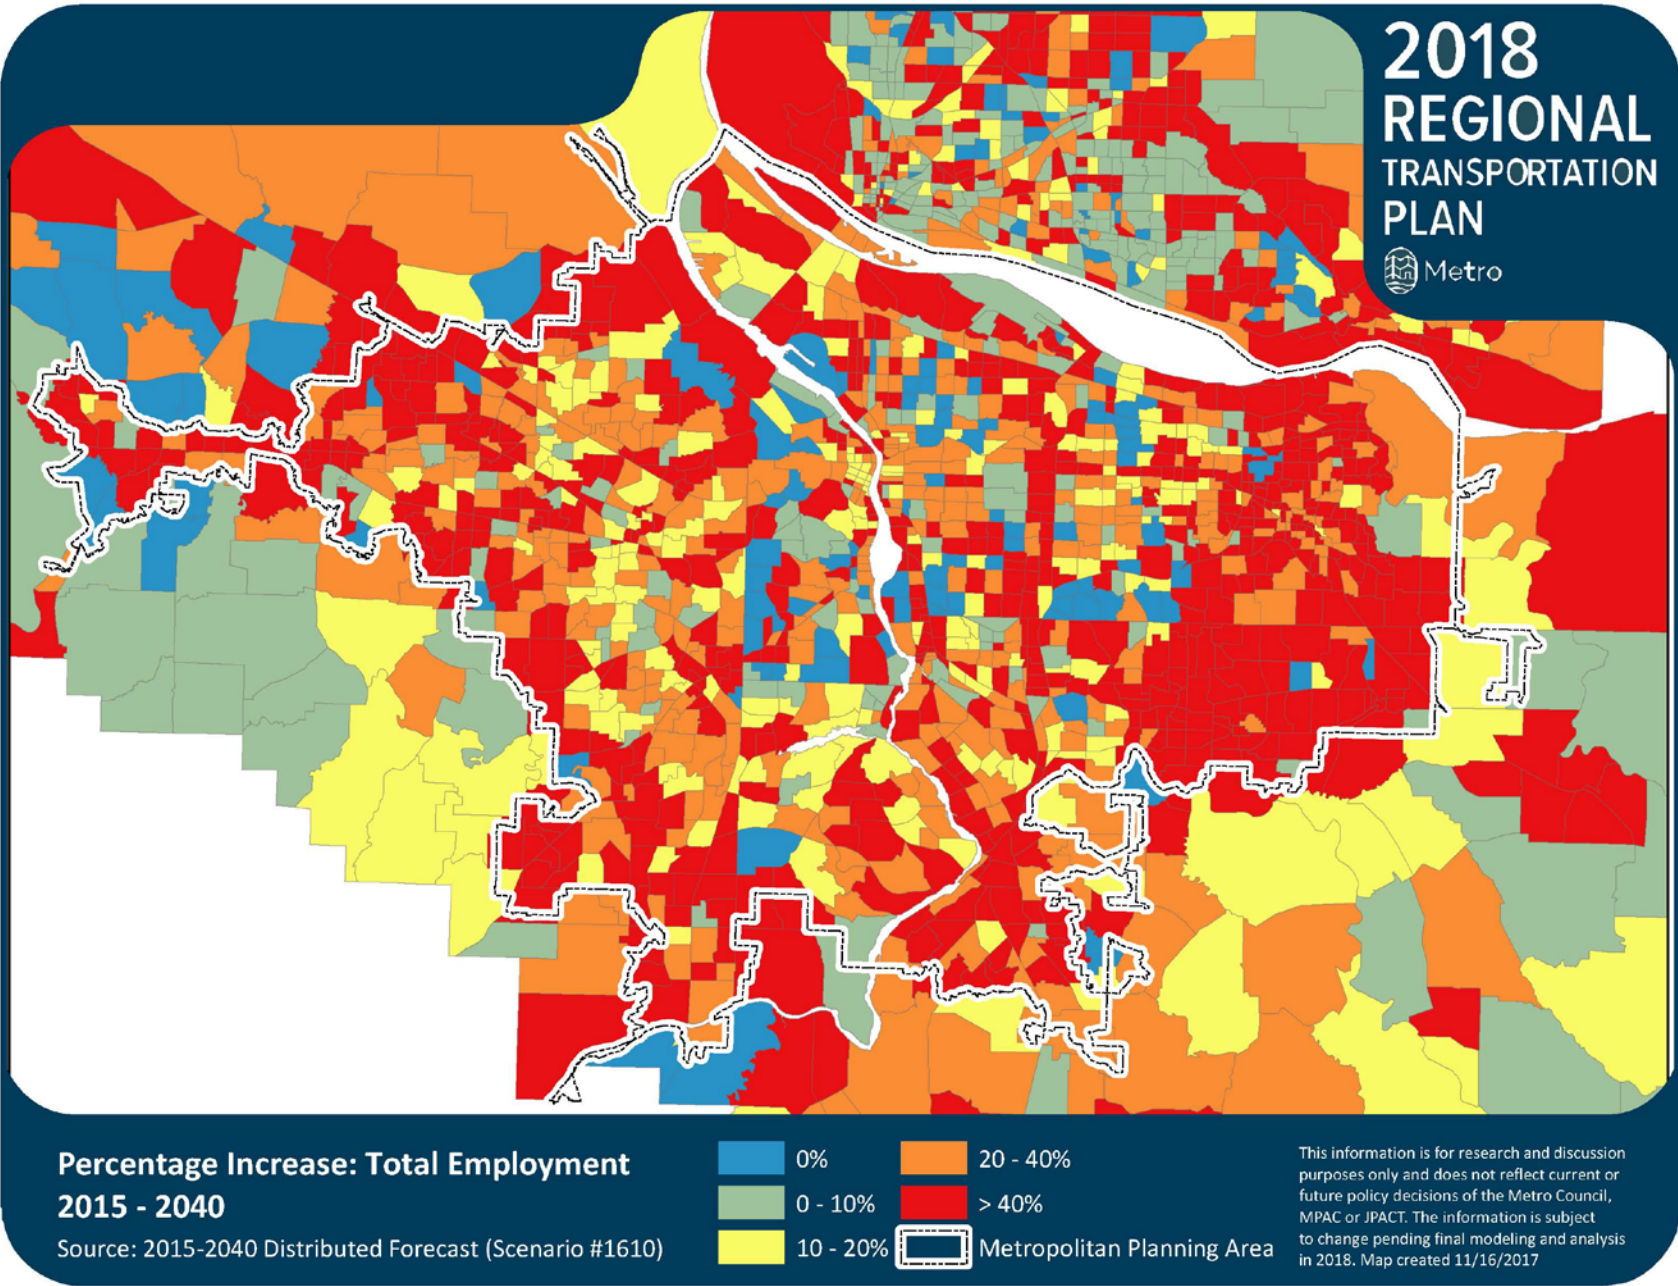 2018
REGIONAL
TRANSPORTATION
PLAN
Metro
Percentage Increase: Total Employment
2015 - 2040
Source: 2015-2040 Distributed Forecast (Scenario #1610)
0%
0 - 10%
10 - 20%
20 - 40%
> 40%
Metropolitan Planning Area
This information is for research and discussion
purposes only and does not reflect current or
future policy decisions of the Metro Council,
MPAC or JPACT. The information is subject
to change pending final modeling and analysis
in 2018. Map created 11/16/2017